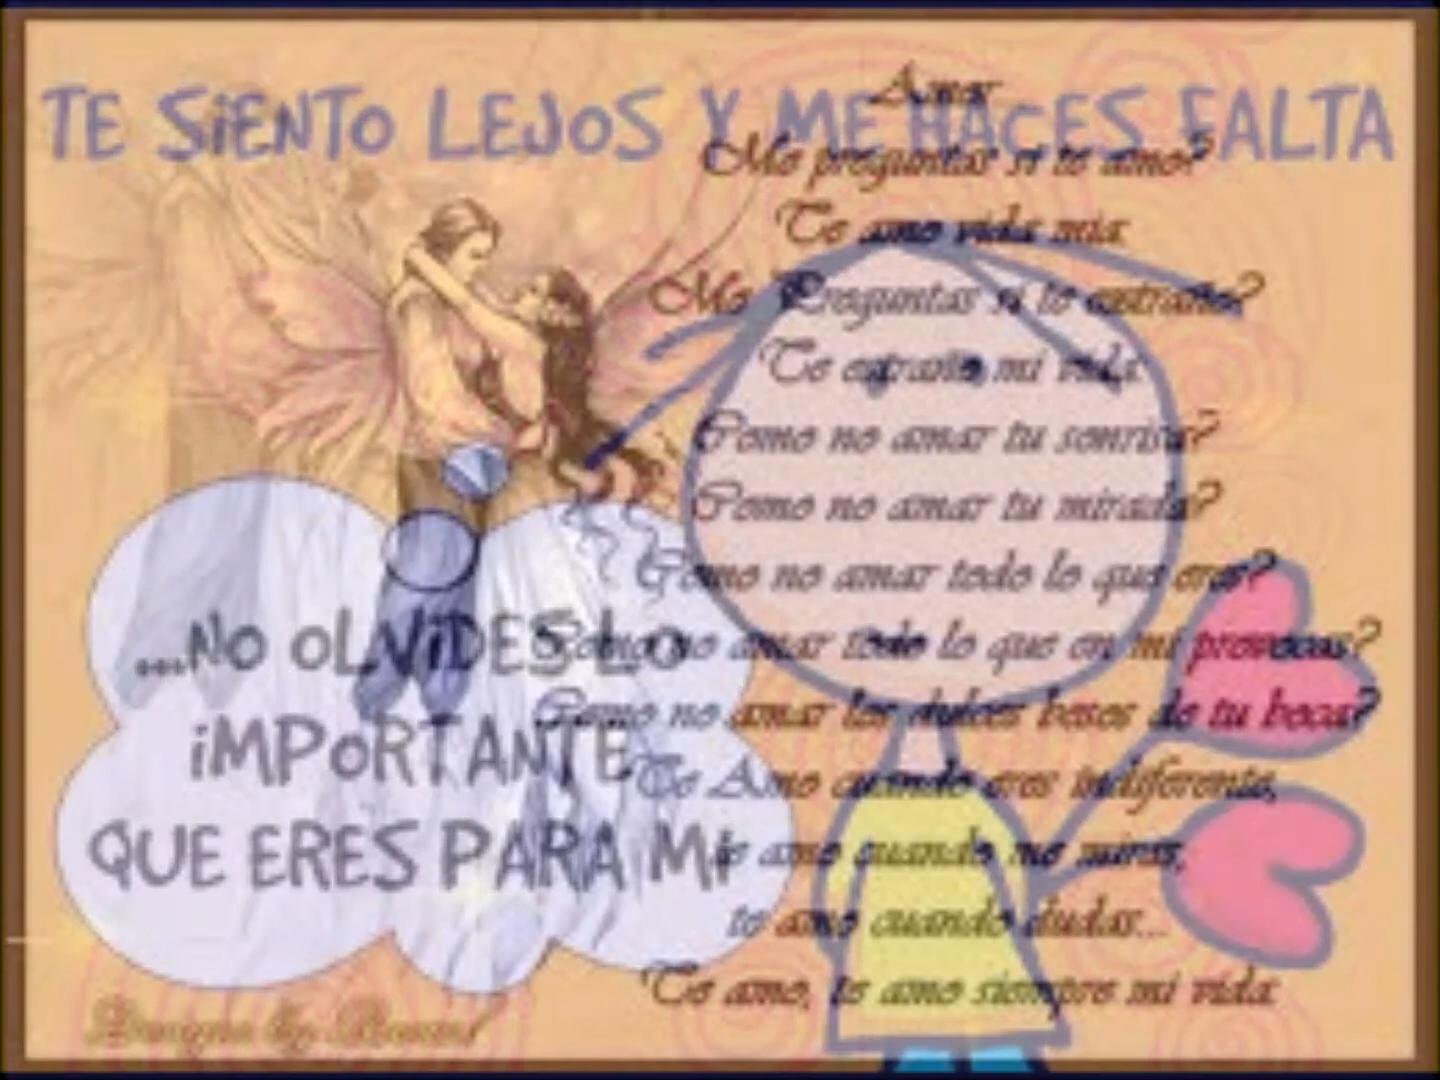 TE SiENTO LEJOS Y ME HACES FALTA
Amar
Me preguntas si te amo?
Te amo vida mia
Me Preguntas si te extraño?
Te extraño mi vida
Como no amar tu sonrisa?
Como no amar tu mirada?
Como no amar todo lo que eres?
Como no amar todo lo que en mi provocas?
Como no amar los dulces besos de tu boca?
Te Amo cuando eres indiferente,
te amo cuando me miras,
te amo cuando dudas...
Te amo, te amo siempre mi vida
...NO OLViDES LO
iMPORTANTE
QUE ERES PARA Mi
Designs by